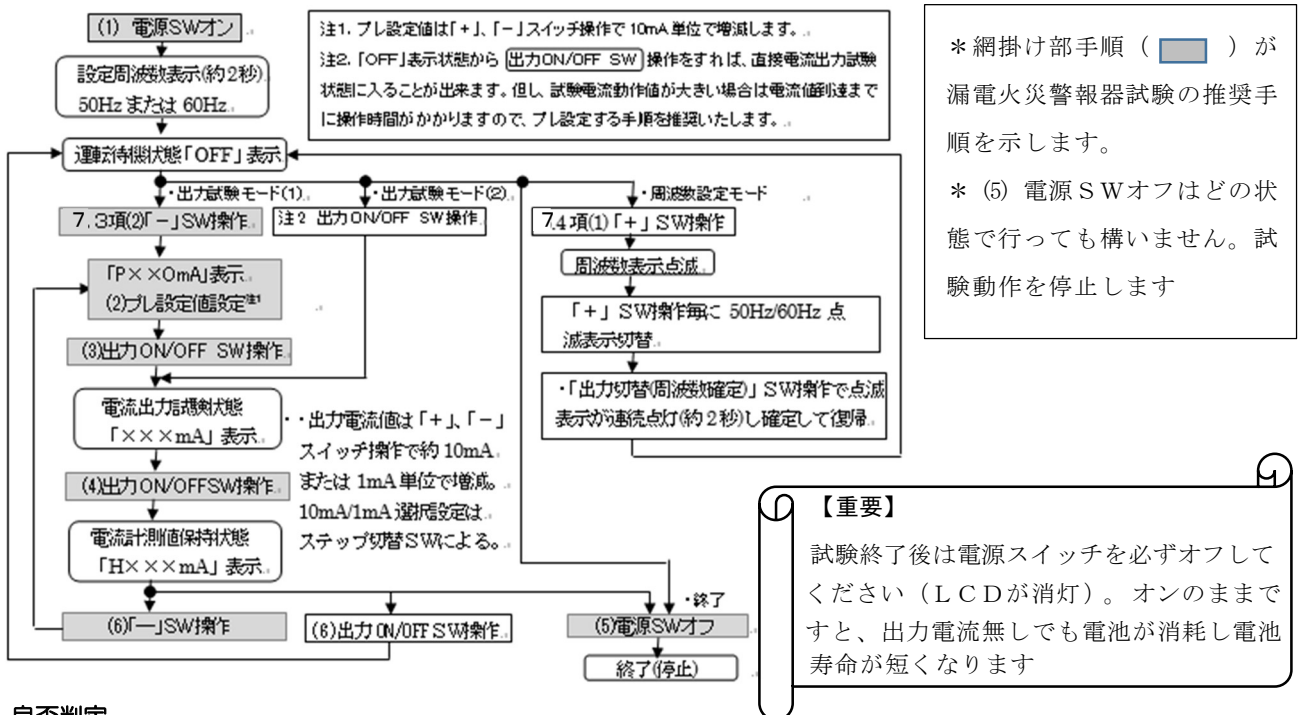 (1) 電源SWオン
設定周波数表示(約2秒)
50Hz または 60Hz
運転待機状態「OFF」表示
注1. プレ設定値は「+」、「−」スイッチ操作で10mA単位で増減します。
注2.「OFF」表示状態から 出力ON/OFF SW 操作をすれば、直接電流出力試験
状態に入ることが出来ます。但し、試験電流動作値が大きい場合は電流値到達まで
に操作時間がかかりますので、プレ設定する手順を推奨いたします。
・出力試験モード(1)
7.3項(2)「−」SW操作
「P××0mA」表示
(2)プレ設定値設定注1
(3)出力ON/OFF SW操作
電流出力試験状態
「×××mA」表示
(4)出力ON/OFFSW操作
電流計測値保持状態
「H×××mA」表示
(6)「−」SW操作
・出力試験モード(2)
注2 出力ON/OFF SW操作
・・出力電流値は「+」、「−」
スイッチ操作で約10mA
または1mA単位で増減。
10mA/1mA選択設定は
ステップ切替SWによる。
(6)出力ON/OFF SW操作
・周波数設定モード
7.4項(1)「+」SW操作
周波数表示点滅
「+」SW操作毎に 50Hz/60Hz 点
滅表示切替
・「出力切替(周波数確定)」SW操作で点滅
表示が連続点灯(約2秒)し確定して復帰
・終了
(5)電源SWオフ
終了(停止)
*網掛け部手順( )が
漏電火災警報器試験の推奨手
順を示します。
* (5) 電源SWオフはどの状
態で行っても構いません。試
験動作を停止します
【重要】
試験終了後は電源スイッチを必ずオフして
ください(LCDが消灯)。オンのままで
すと、出力電流無しでも電池が消耗し電池
寿命が短くなります